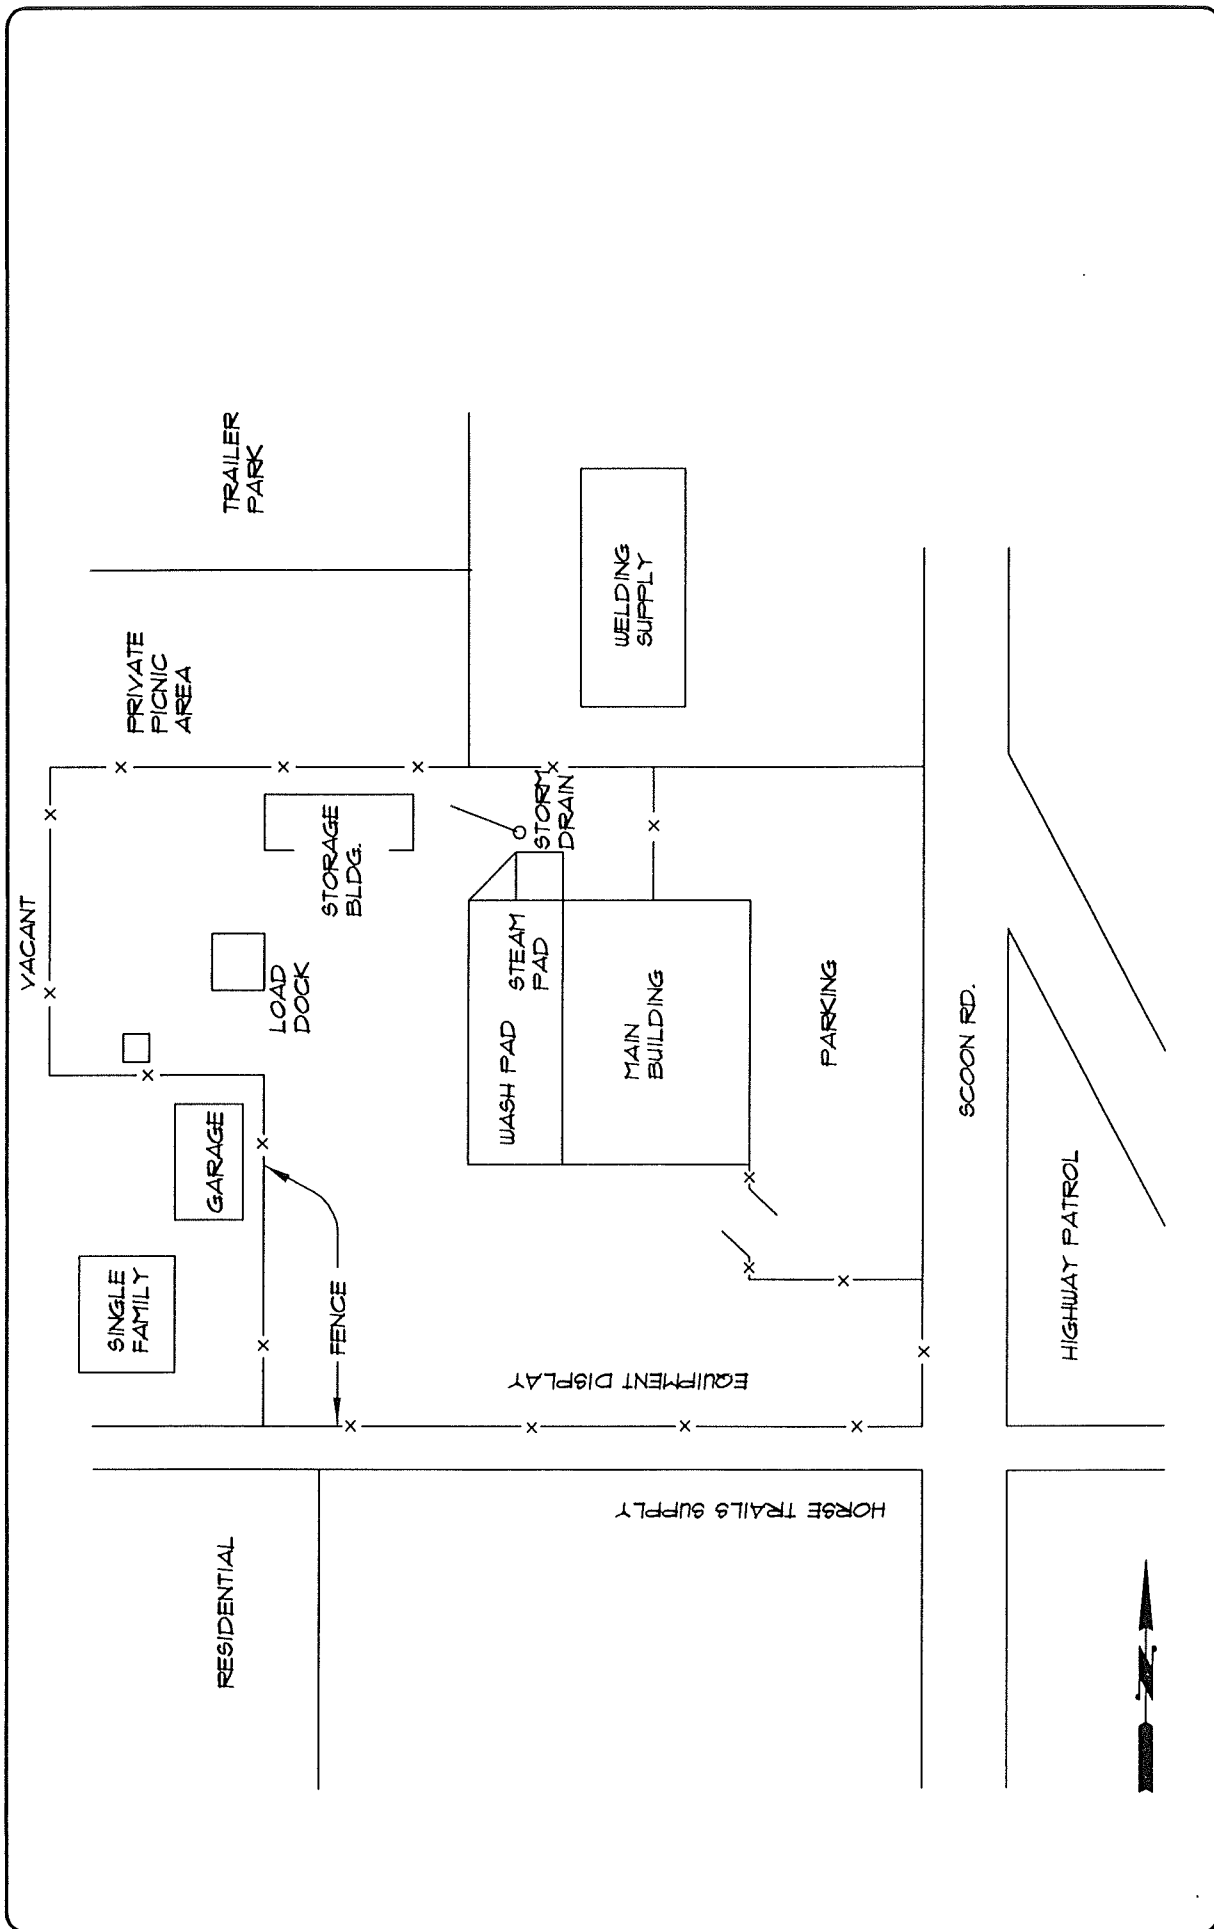 VACANT
PRIVATE
PICNIC
AREA
TRAILER
PARK
SINGLE
FAMILY
GARAGE
LOAD
DOCK
STORAGE
BLDG.
RESIDENTIAL
FENCE
WASH PAD
STEAM
PAD
STORM
DRAIN
WELDING
SUPPLY
MAIN
BUILDING
EQUIPMENT DISPLAY
HORSE TRAILS SUPPLY
PARKING
SCOON RD.
HIGHWAY PATROL
N